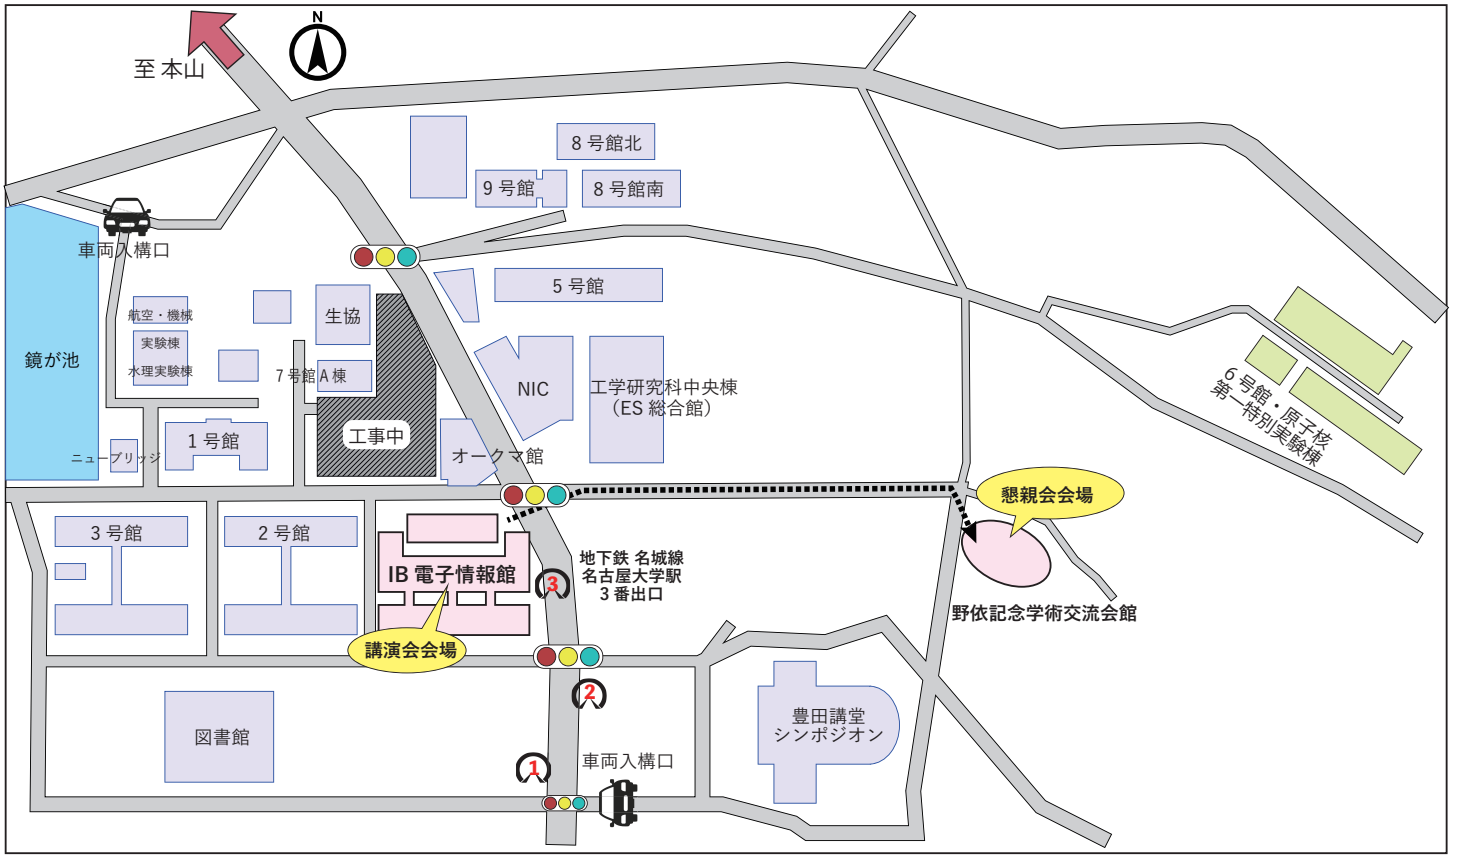 N
至 本山
8 号館北
9 号館
8 号館南
車両入構口
5 号館
航空・機械
実験棟
水理実験棟
生協
鏡が池
7 号館 A 棟
NIC
工学研究科中央棟
（ES 総合館）
6 号館・原子核
第一特別実験棟
工事中
1 号館
ニューブリッジ
オークマ館
懇親会会場
3 号館
2 号館
IB 電子情報館
地下鉄 名城線
名古屋大学駅
3 番出口
3
野依記念学術交流会館
講演会会場
2
図書館
豊田講堂
シンポジオン
1
車両入構口